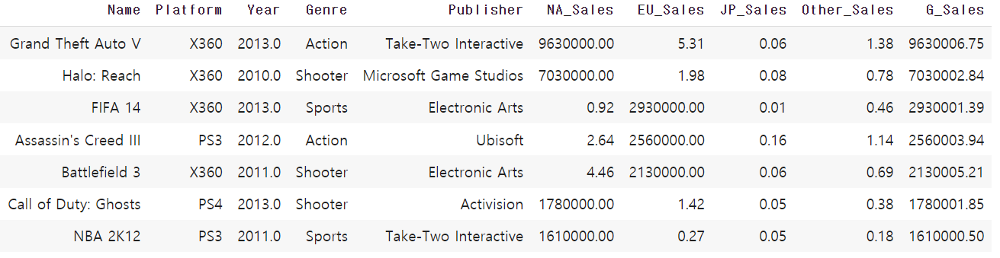 Name Platform Year Genre Publisher NA_Sales EU_Sales JP_Sales Other_Sales G_Sales
Grand Theft Auto V X360 2013.0 Action Take-Two Interactive 9630000.00 5.31 0.06 1.38 9630006.75
Halo: Reach X360 2010.0 Shooter Microsoft Game Studios 7030000.00 1.98 0.08 0.78 7030002.84
FIFA 14 X360 2013.0 Sports Electronic Arts 0.92 2930000.00 0.01 0.46 2930001.39
Assassin's Creed III PS3 2012.0 Action Ubisoft 2.64 2560000.00 0.16 1.14 2560003.94
Battlefield 3 X360 2011.0 Shooter Electronic Arts 4.46 2130000.00 0.06 0.69 2130005.21
Call of Duty: Ghosts PS4 2013.0 Shooter Activision 1780000.00 1.42 0.05 0.38 1780001.85
NBA 2K12 PS3 2011.0 Sports Take-Two Interactive 1610000.00 0.27 0.05 0.18 1610000.50